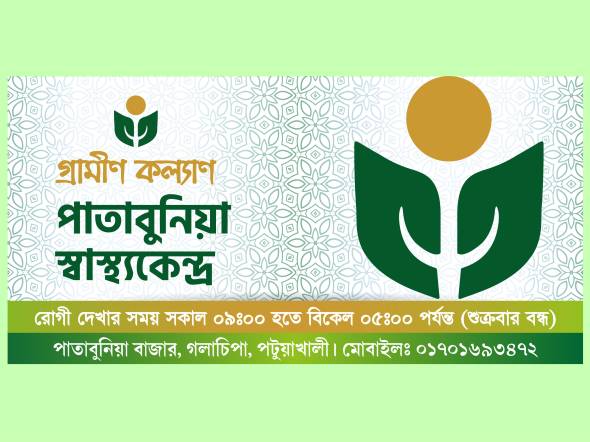 গ্রামীণ কল্যাণ
পাতাবুনিয়া
স্বাস্থ্যকেন্দ্র
রোগী দেখার সময় সকাল ০৯ঃ০০ হতে বিকেল ০৫ঃ০০ পর্যন্ত (শুক্রবার বন্ধ)
পাতাবুনিয়া বাজার, গলাচিপা, পটুয়াখালী। মোবাইলঃ ০১৭০১৬৯৩৪৭২